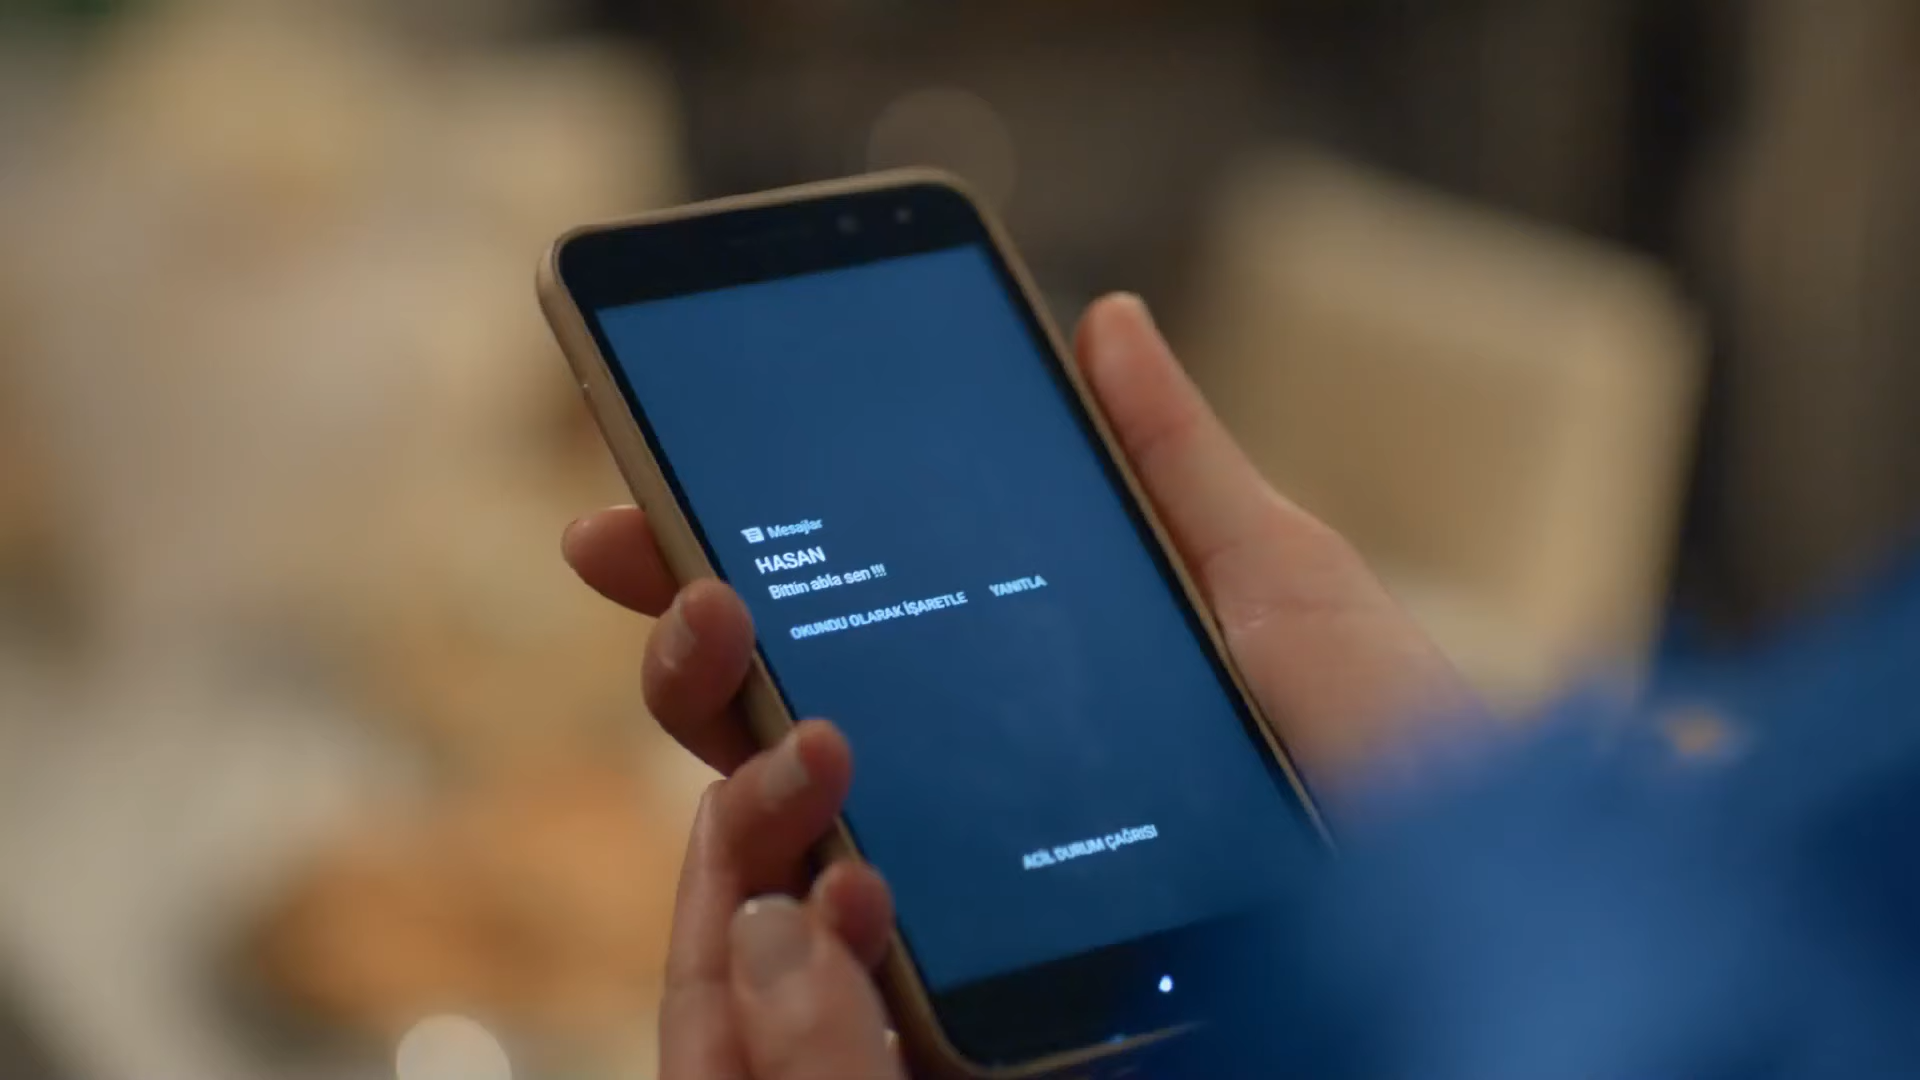 Mesajlar
HASAN
Bittin abla sen !!!
OKUNDU OLARAK İŞARETLE YANITLA
ACİL DURUM ÇAĞRISI